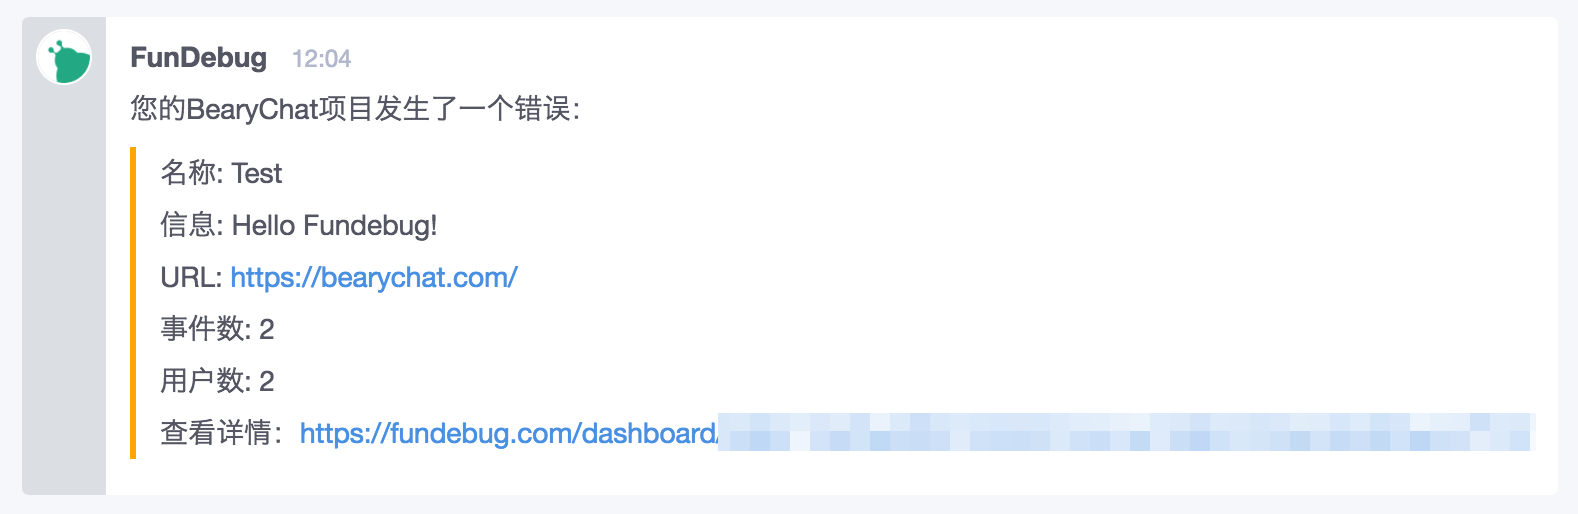 FunDebug 12:04
您的BearyChat项目发生了一个错误：
名称: Test
信息: Hello Fundebug!
URL: https://bearychat.com/
事件数: 2
用户数: 2
查看详情：https://fundebug.com/dashboard/